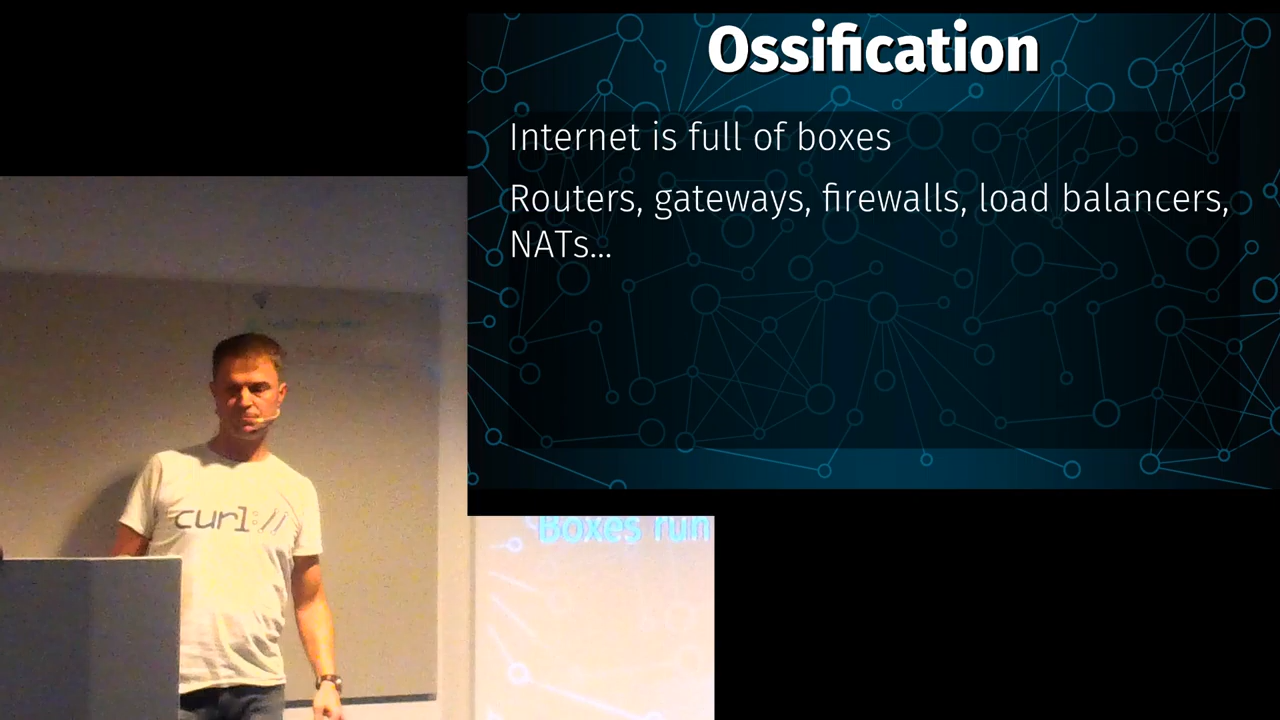 Ossification
Internet is full of boxes
Routers, gateways, firewalls, load balancers,
NATs...
curl://
Boxes run